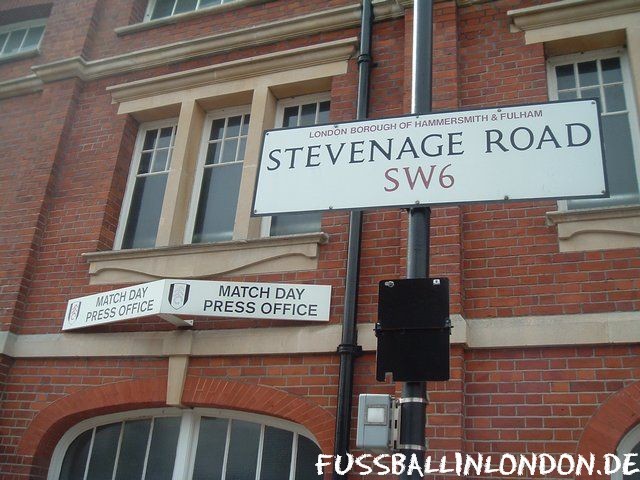 LONDON BOROUGH OF HAMMERSMITH & FULHAM
STEVENAGE ROAD
SW6
MATCH DAY
PRESS OFFICE
MATCH DAY
PRESS OFFICE
FUSSBALLINLONDON.DE